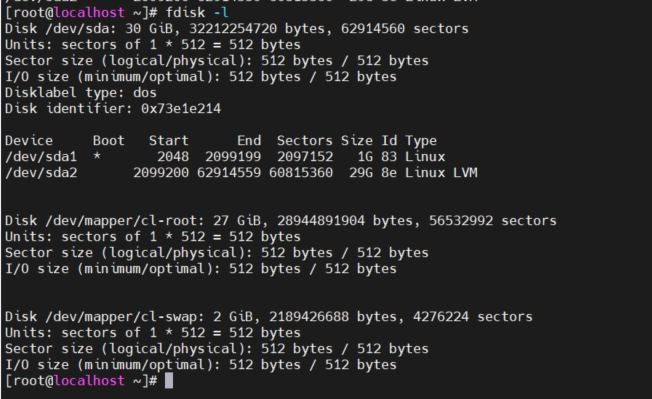 [root@localhost ~]# fdisk -l
Disk /dev/sda: 30 GiB, 32212254720 bytes, 62914560 sectors
Units: sectors of 1 * 512 = 512 bytes
Sector size (logical/physical): 512 bytes / 512 bytes
I/O size (minimum/optimal): 512 bytes / 512 bytes
Disklabel type: dos
Disk identifier: 0x73e1e214
Device     Boot   Start      End  Sectors Size Id Type
/dev/sda1  *       2048  2099199  2097152   1G 83 Linux
/dev/sda2       2099200 62914559 60815360  29G 8e Linux LVM
Disk /dev/mapper/cl-root: 27 GiB, 28944891904 bytes, 56532992 sectors
Units: sectors of 1 * 512 = 512 bytes
Sector size (logical/physical): 512 bytes / 512 bytes
I/O size (minimum/optimal): 512 bytes / 512 bytes
Disk /dev/mapper/cl-swap: 2 GiB, 2189426688 bytes, 4276224 sectors
Units: sectors of 1 * 512 = 512 bytes
Sector size (logical/physical): 512 bytes / 512 bytes
I/O size (minimum/optimal): 512 bytes / 512 bytes
[root@localhost ~]#